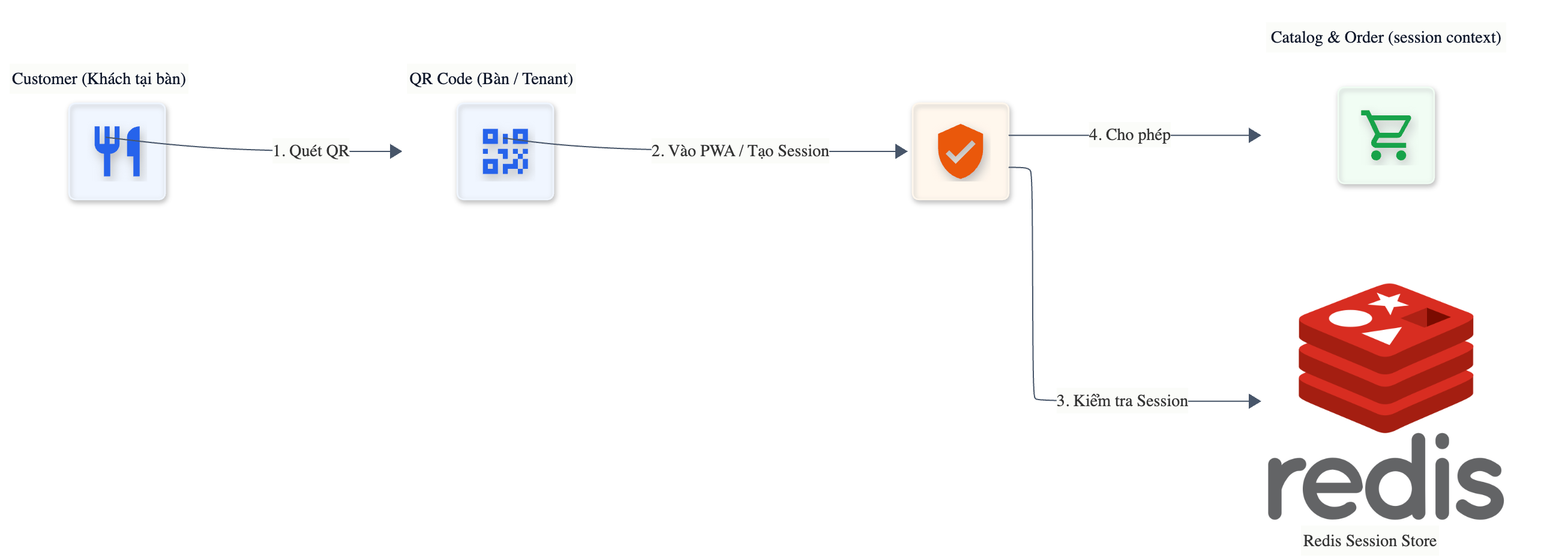 Catalog & Order (session context)
Customer (Khách tại bàn)
QR Code (Bàn / Tenant)
1. Quét QR
2. Vào PWA / Tạo Session
4. Cho phép
3. Kiểm tra Session
redis
Redis Session Store